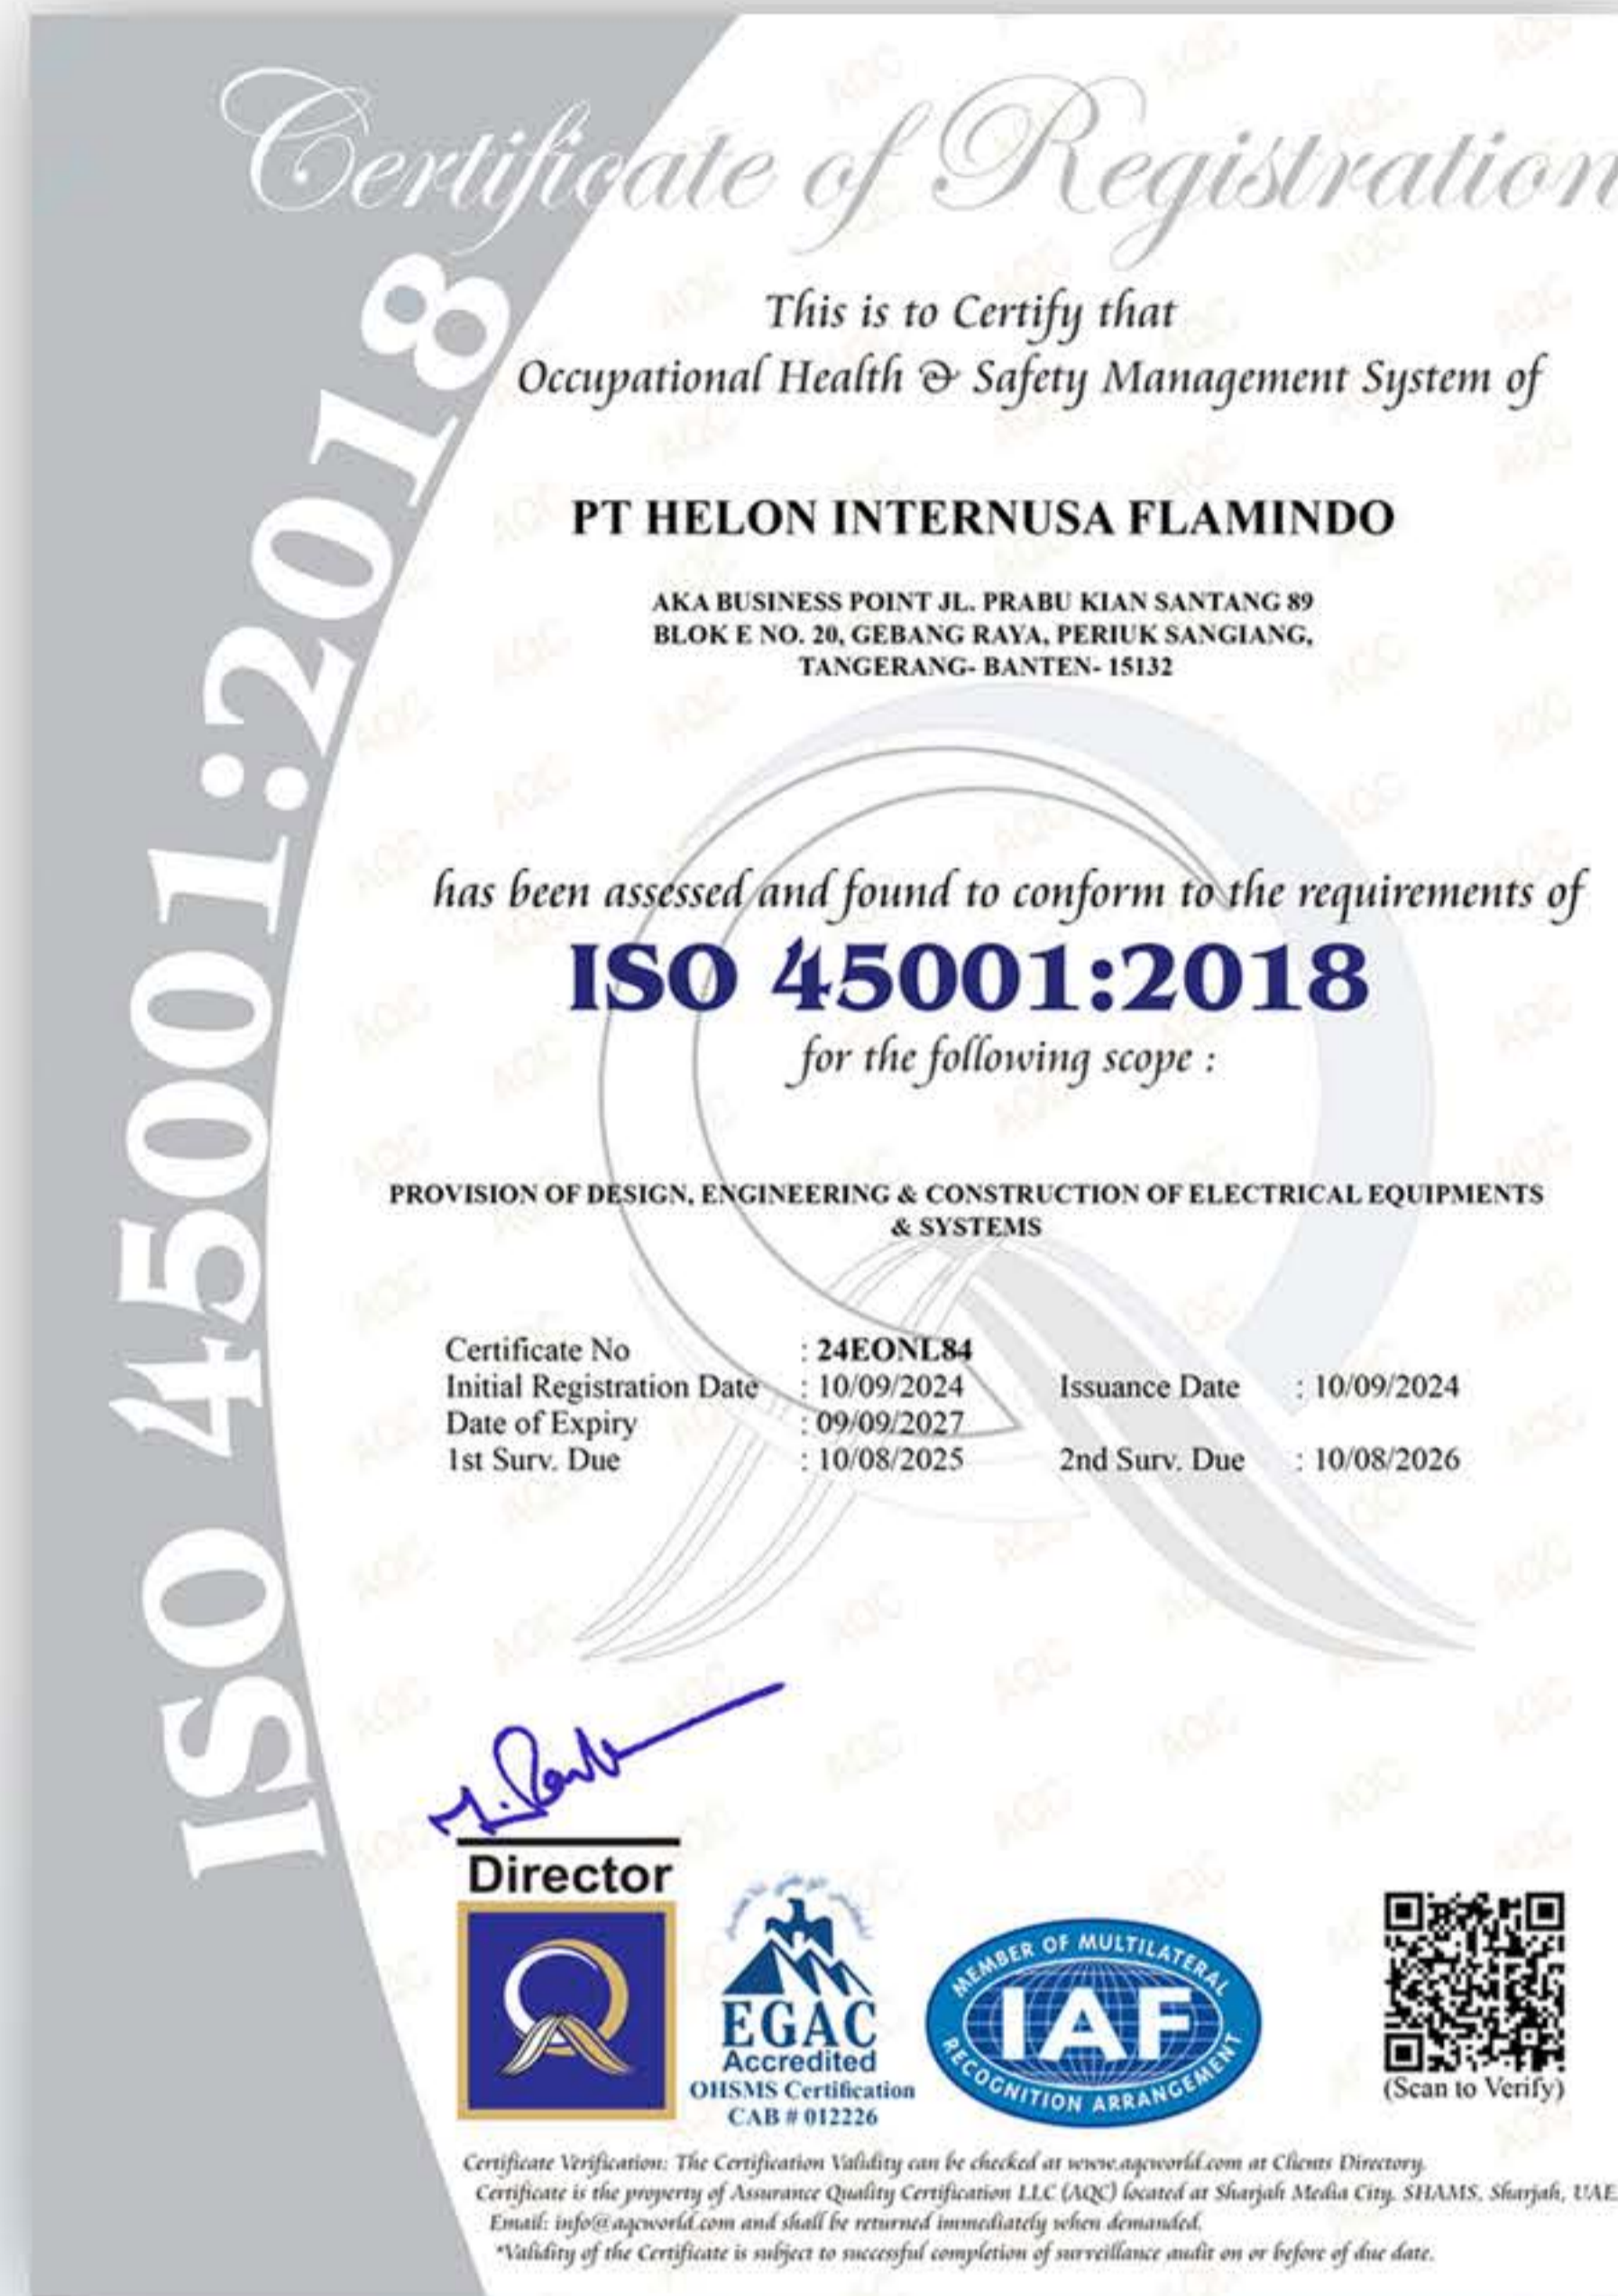 Certificate of Registration
ISO 45001:2018
This is to Certify that
Occupational Health & Safety Management System of
PT HELON INTERNUSA FLAMINDO
AKA BUSINESS POINT JL. PRABU KIAN SANTANG 89
BLOK E NO. 20, GEBANG RAYA, PERIUK SANGIANG,
TANGERANG- BANTEN- 15132
has been assessed and found to conform to the requirements of
ISO 45001:2018
for the following scope :
PROVISION OF DESIGN, ENGINEERING & CONSTRUCTION OF ELECTRICAL EQUIPMENTS
& SYSTEMS
Certificate No : 24EONL84
Initial Registration Date : 10/09/2024 Issuance Date : 10/09/2024
Date of Expiry : 09/09/2027
1st Surv. Due : 10/08/2025 2nd Surv. Due : 10/08/2026
Director
EGAC
Accredited
OHSMS Certification
CAB # 012226
MEMBER OF MULTILATERAL
IAF
RECOGNITION ARRANGEMENT
(Scan to Verify)
Certificate Verification: The Certification Validity can be checked at www.aqcworld.com at Clients Directory.
Certificate is the property of Assurance Quality Certification LLC (AQC) located at Sharjah Media City, SHAMS, Sharjah, UAE
Email: info@aqcworld.com and shall be returned immediately when demanded.
*Validity of the Certificate is subject to successful completion of surveillance audit on or before of due date.